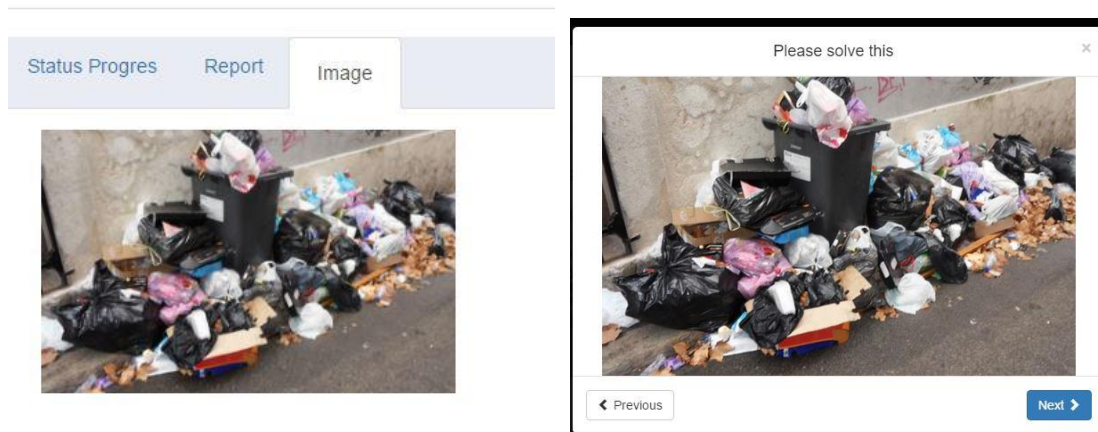 Status Progres
Report
Image
Please solve this
×
Previous
Next